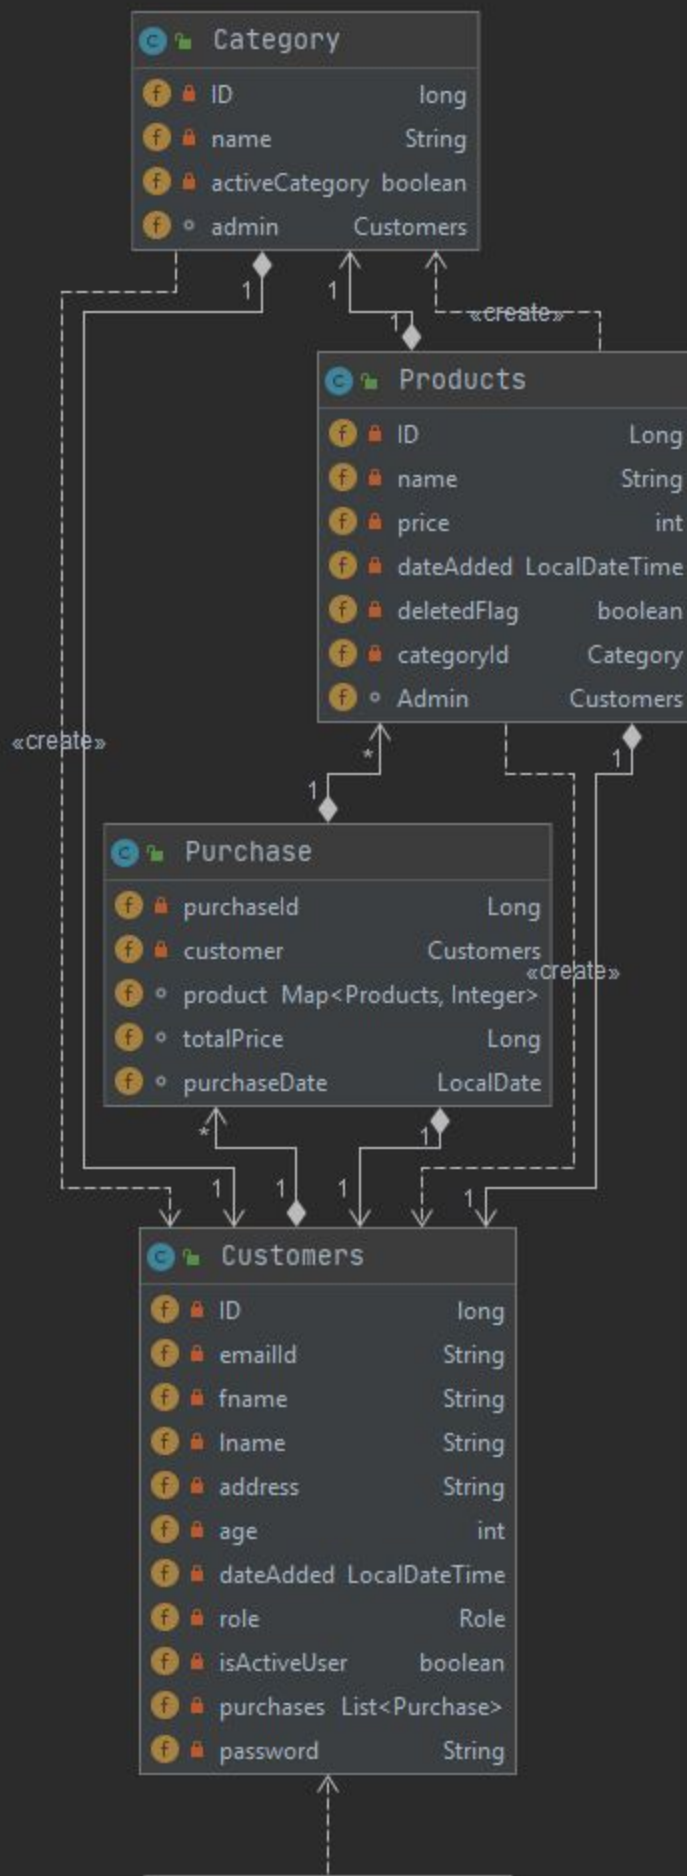 Category
ID long
name String
activeCategory boolean
admin Customers
1 1 1 «create»
Products
ID Long
name String
price int
dateAdded LocalDateTime
deletedFlag boolean
categoryId Category
Admin Customers
«create»
* 1
1
Purchase
purchaseId Long
customer Customers
«create»
product Map<Products, Integer>
totalPrice Long
purchaseDate LocalDate
* 1
1 1 1 1
Customers
ID long
emailId String
fname String
lname String
address String
age int
dateAdded LocalDateTime
role Role
isActiveUser boolean
purchases List<Purchase>
password String